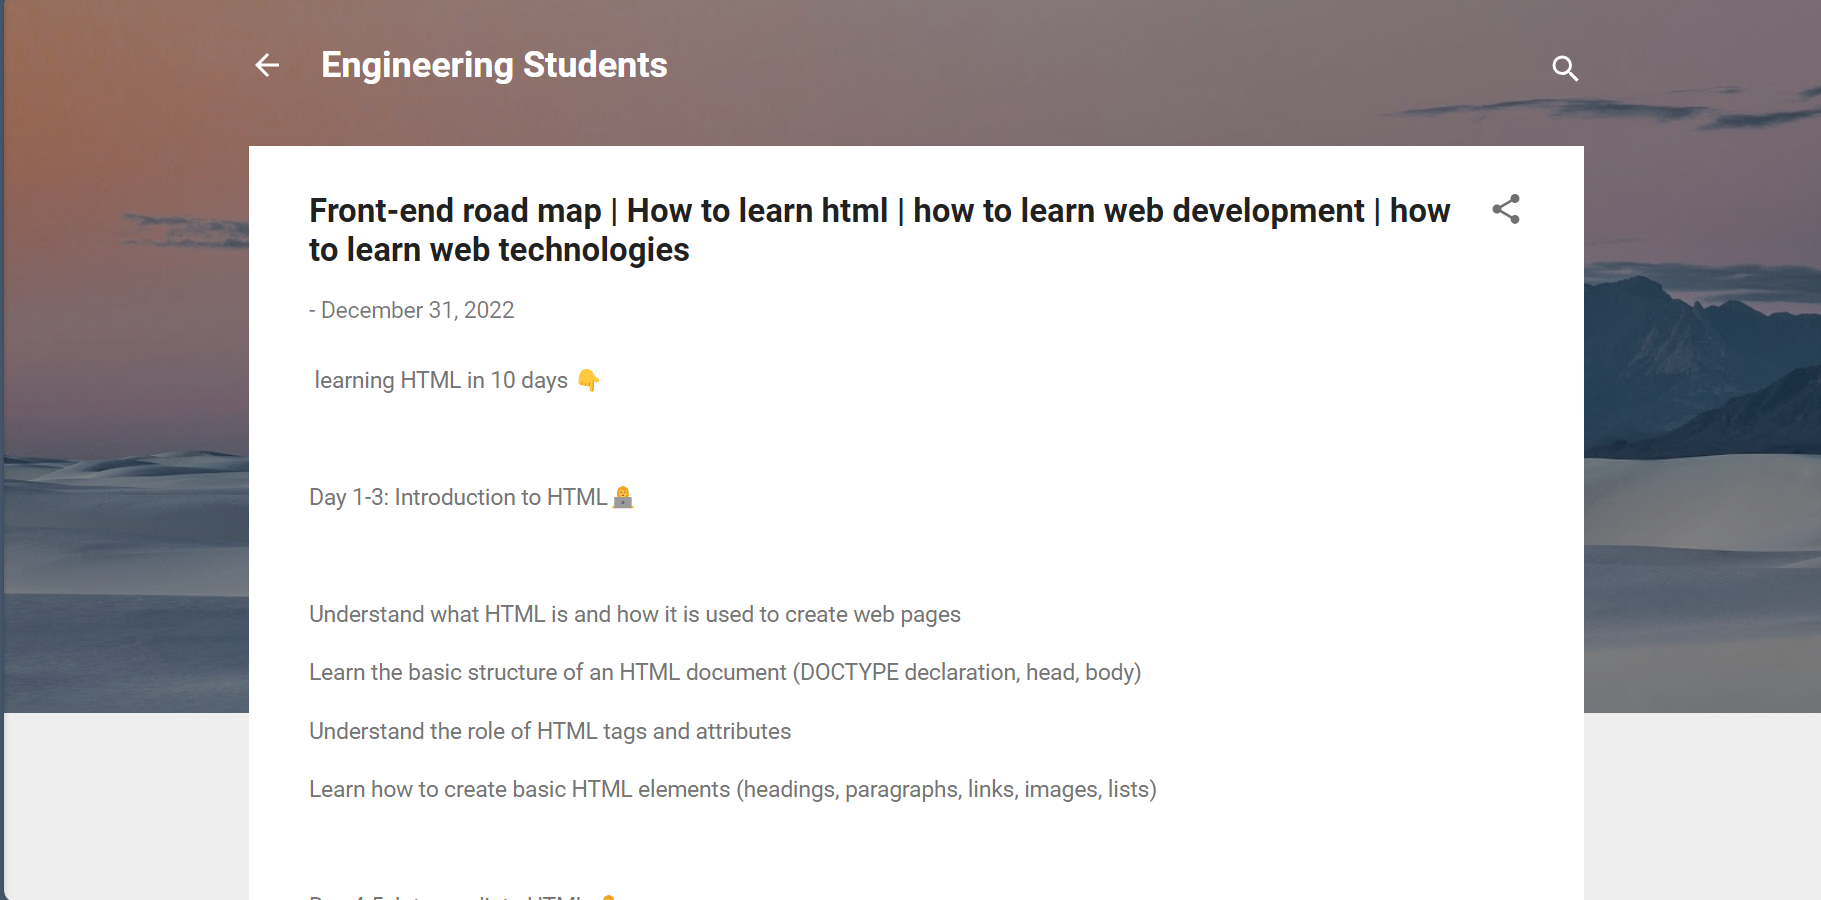 Engineering Students
Front-end road map | How to learn html | how to learn web development | how
to learn web technologies
- December 31, 2022
learning HTML in 10 days 👇
Day 1-3: Introduction to HTML🧑‍💻
Understand what HTML is and how it is used to create web pages
Learn the basic structure of an HTML document (DOCTYPE declaration, head, body)
Understand the role of HTML tags and attributes
Learn how to create basic HTML elements (headings, paragraphs, links, images, lists)